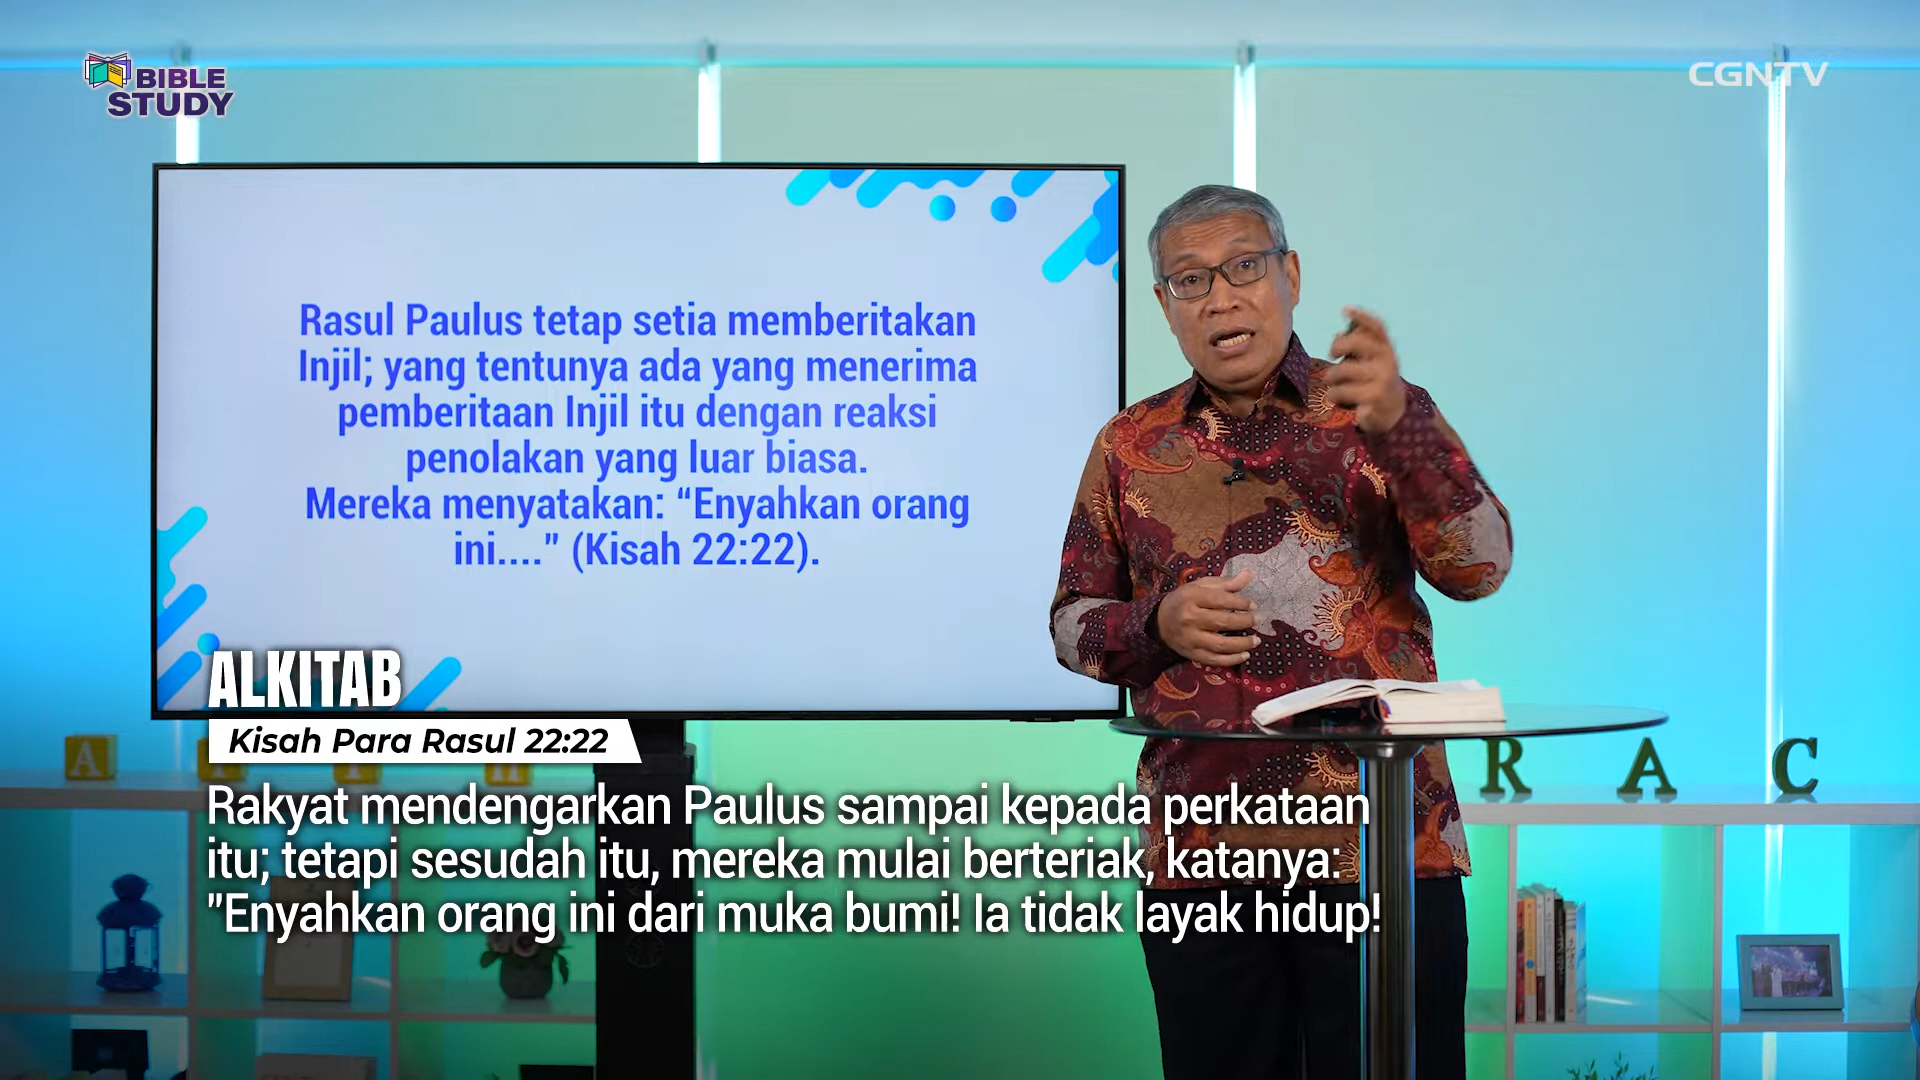 BIBLE
STUDY
CGNTV
Rasul Paulus tetap setia memberitakan
Injil; yang tentunya ada yang menerima
pemberitaan Injil itu dengan reaksi
penolakan yang luar biasa.
Mereka menyatakan: “Enyahkan orang
ini....” (Kisah 22:22).
ALKITAB
Kisah Para Rasul 22:22
Rakyat mendengarkan Paulus sampai kepada perkataan
itu; tetapi sesudah itu, mereka mulai berteriak, katanya:
"Enyahkan orang ini dari muka bumi! Ia tidak layak hidup!
R A C